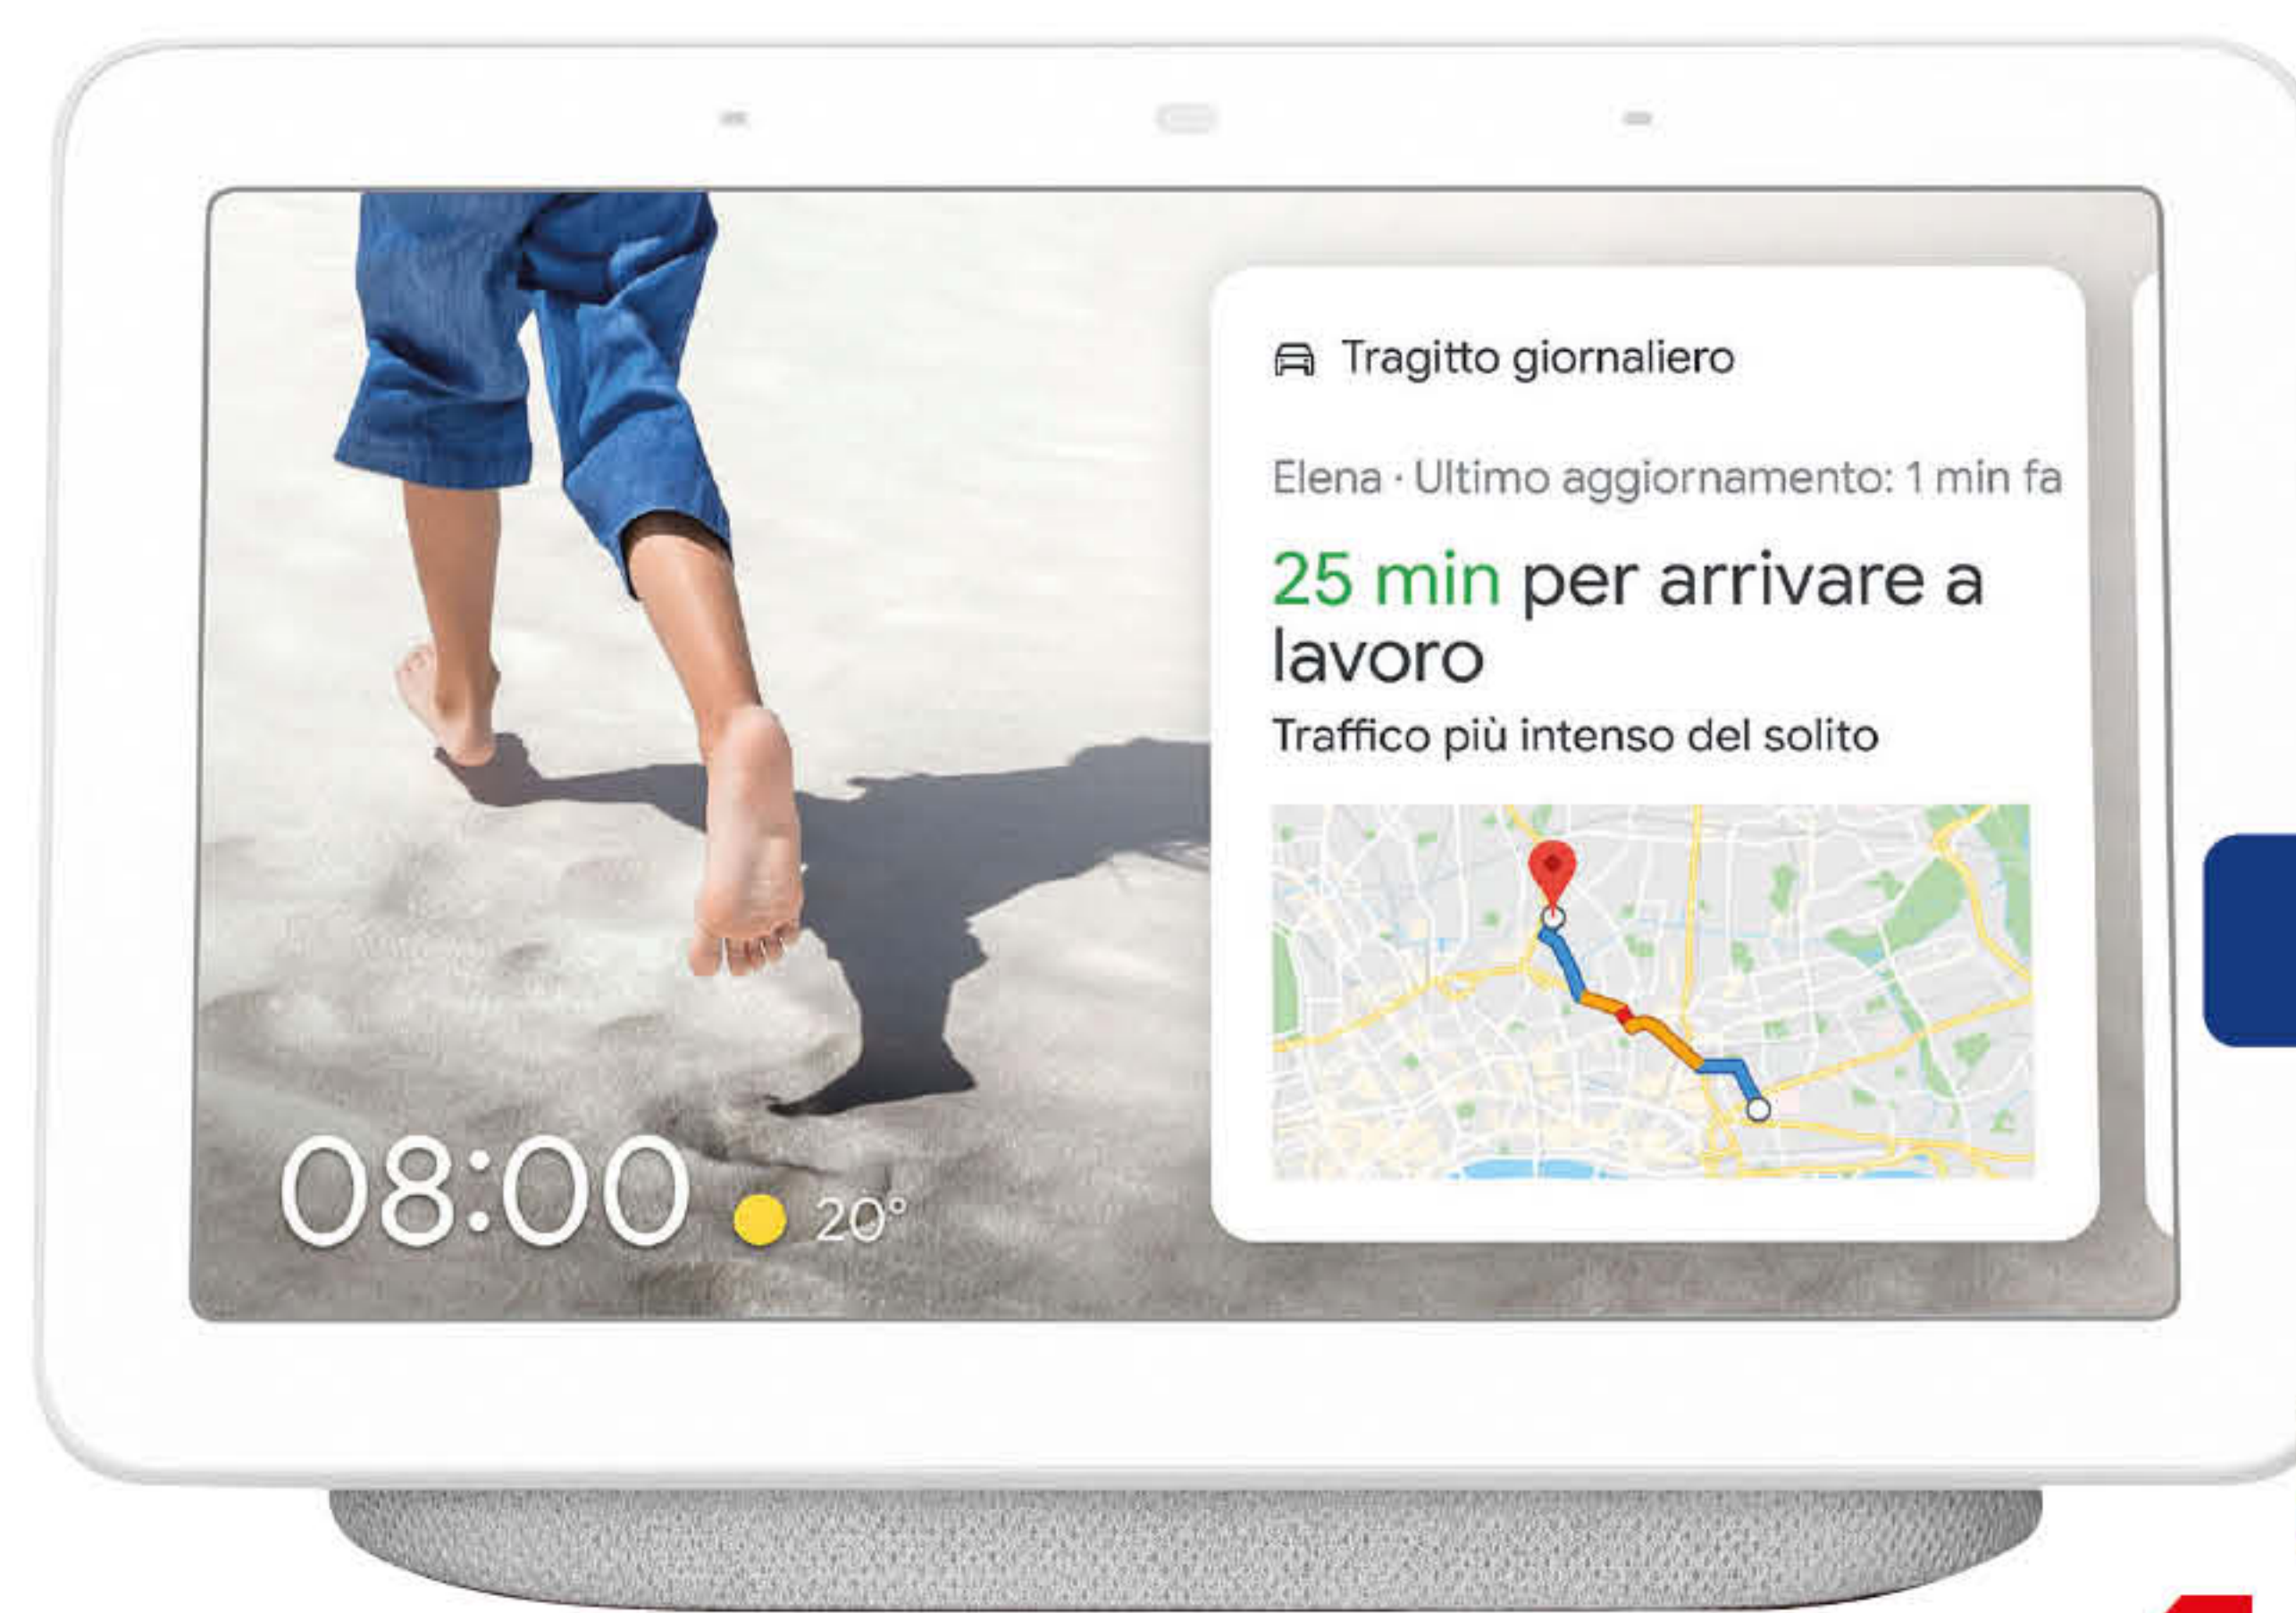 Tragitto giornaliero
Elena · Ultimo aggiornamento: 1 min fa
25 min per arrivare a
lavoro
Traffico più intenso del solito
08:00 20°